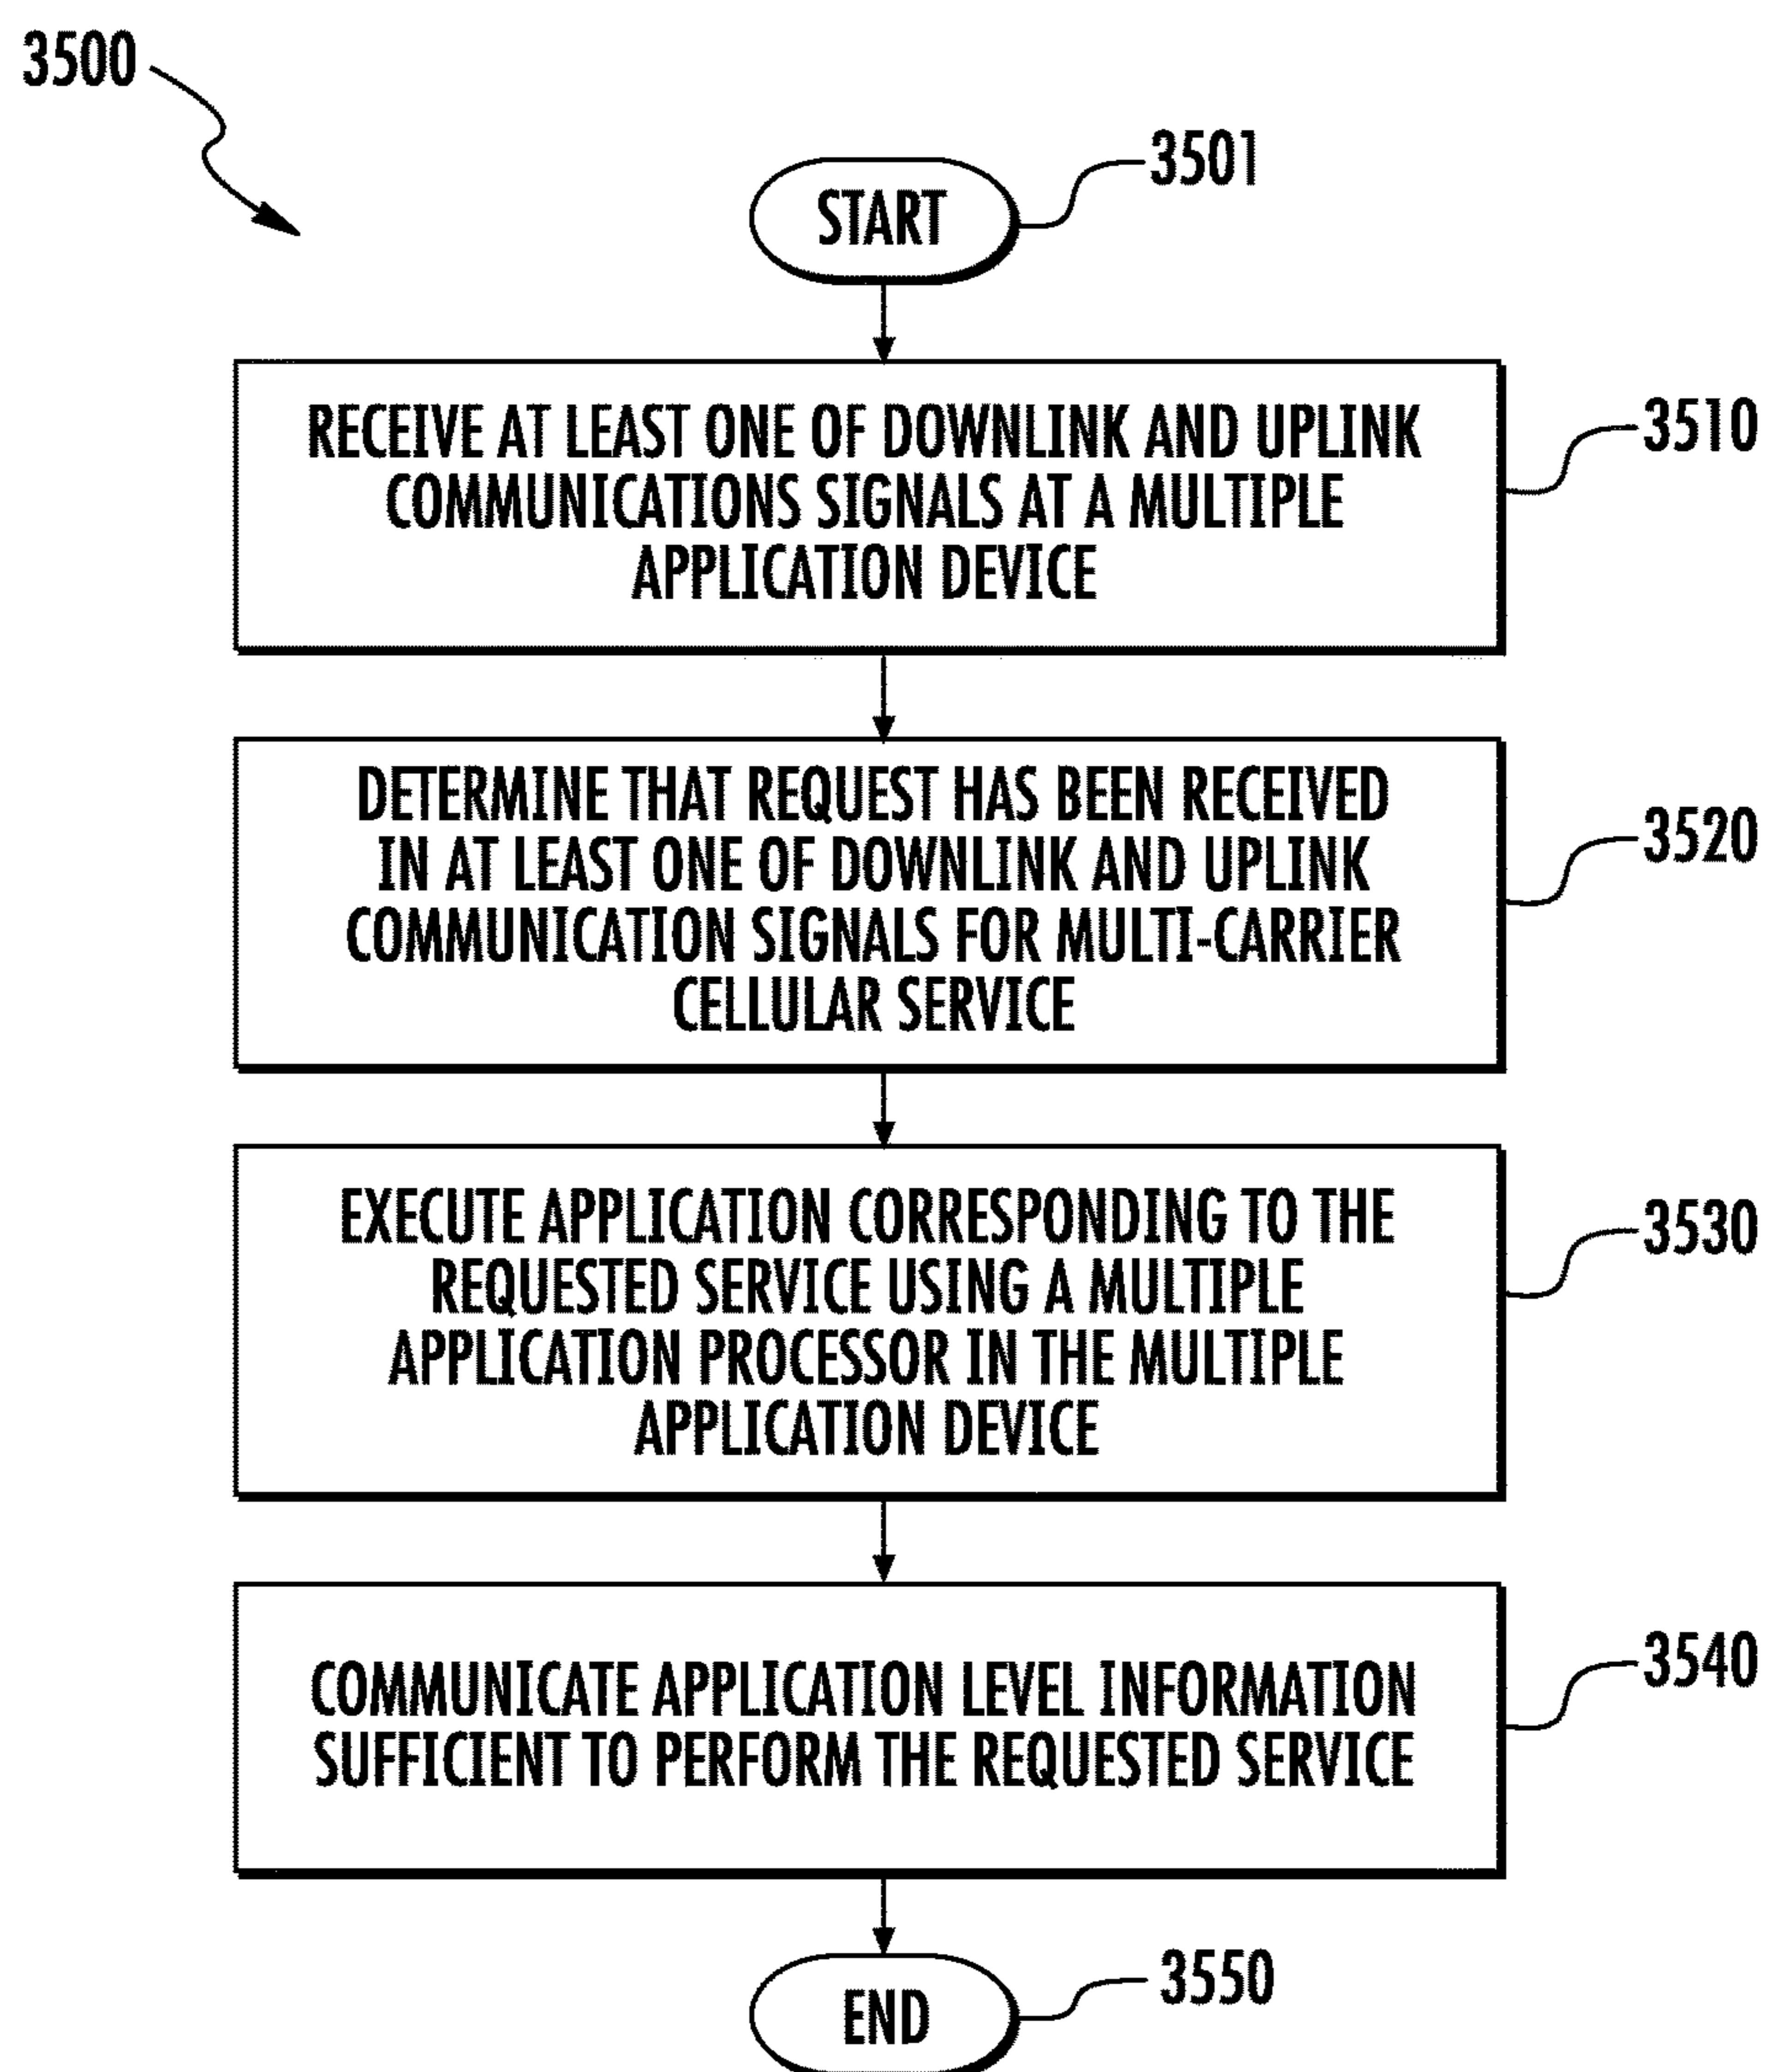 3500
START
3501
RECEIVE AT LEAST ONE OF DOWNLINK AND UPLINK
COMMUNICATIONS SIGNALS AT A MULTIPLE
APPLICATION DEVICE
3510
DETERMINE THAT REQUEST HAS BEEN RECEIVED
IN AT LEAST ONE OF DOWNLINK AND UPLINK
COMMUNICATION SIGNALS FOR MULTI-CARRIER
CELLULAR SERVICE
3520
EXECUTE APPLICATION CORRESPONDING TO THE
REQUESTED SERVICE USING A MULTIPLE
APPLICATION PROCESSOR IN THE MULTIPLE
APPLICATION DEVICE
3530
COMMUNICATE APPLICATION LEVEL INFORMATION
SUFFICIENT TO PERFORM THE REQUESTED SERVICE
3540
END
3550